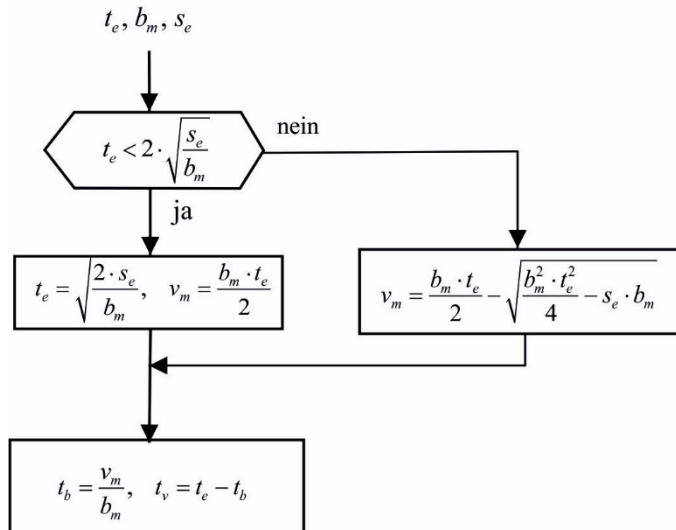 t_e, b_m, s_e
t_e < 2 · √(s_e / b_m)
nein
ja
t_e = √(2 · s_e / b_m), v_m = b_m · t_e / 2
v_m = b_m · t_e / 2 − √(b_m² · t_e² / 4 − s_e · b_m)
t_b = v_m / b_m, t_v = t_e − t_b